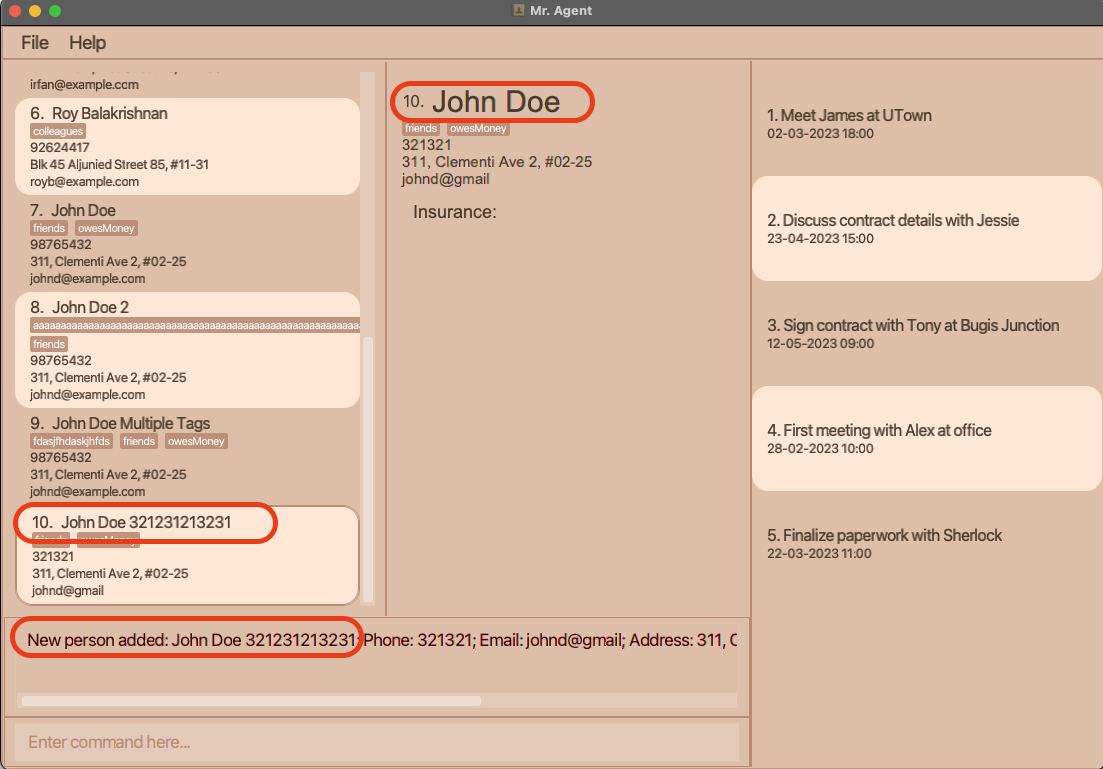 Mr. Agent
File Help
irfan@example.com
6. Roy Balakrishnan
colleagues
92624417
Blk 45 Aljunied Street 85, #11-31
royb@example.com
7. John Doe
friends owesMoney
98765432
311, Clementi Ave 2, #02-25
johnd@example.com
8. John Doe 2
friends
98765432
311, Clementi Ave 2, #02-25
johnd@example.com
9. John Doe Multiple Tags
fdasjfhdaskjhfds friends owesMoney
98765432
311, Clementi Ave 2, #02-25
johnd@example.com
10. John Doe 321231213231
friends owesMoney
321321
311, Clementi Ave 2, #02-25
johnd@gmail
10. John Doe
friends owesMoney
321321
311, Clementi Ave 2, #02-25
johnd@gmail
Insurance:
1. Meet James at UTown
02-03-2023 18:00
2. Discuss contract details with Jessie
23-04-2023 15:00
3. Sign contract with Tony at Bugis Junction
12-05-2023 09:00
4. First meeting with Alex at office
28-02-2023 10:00
5. Finalize paperwork with Sherlock
22-03-2023 11:00
New person added: John Doe 321231213231; Phone: 321321; Email: johnd@gmail; Address: 311,
Enter command here...